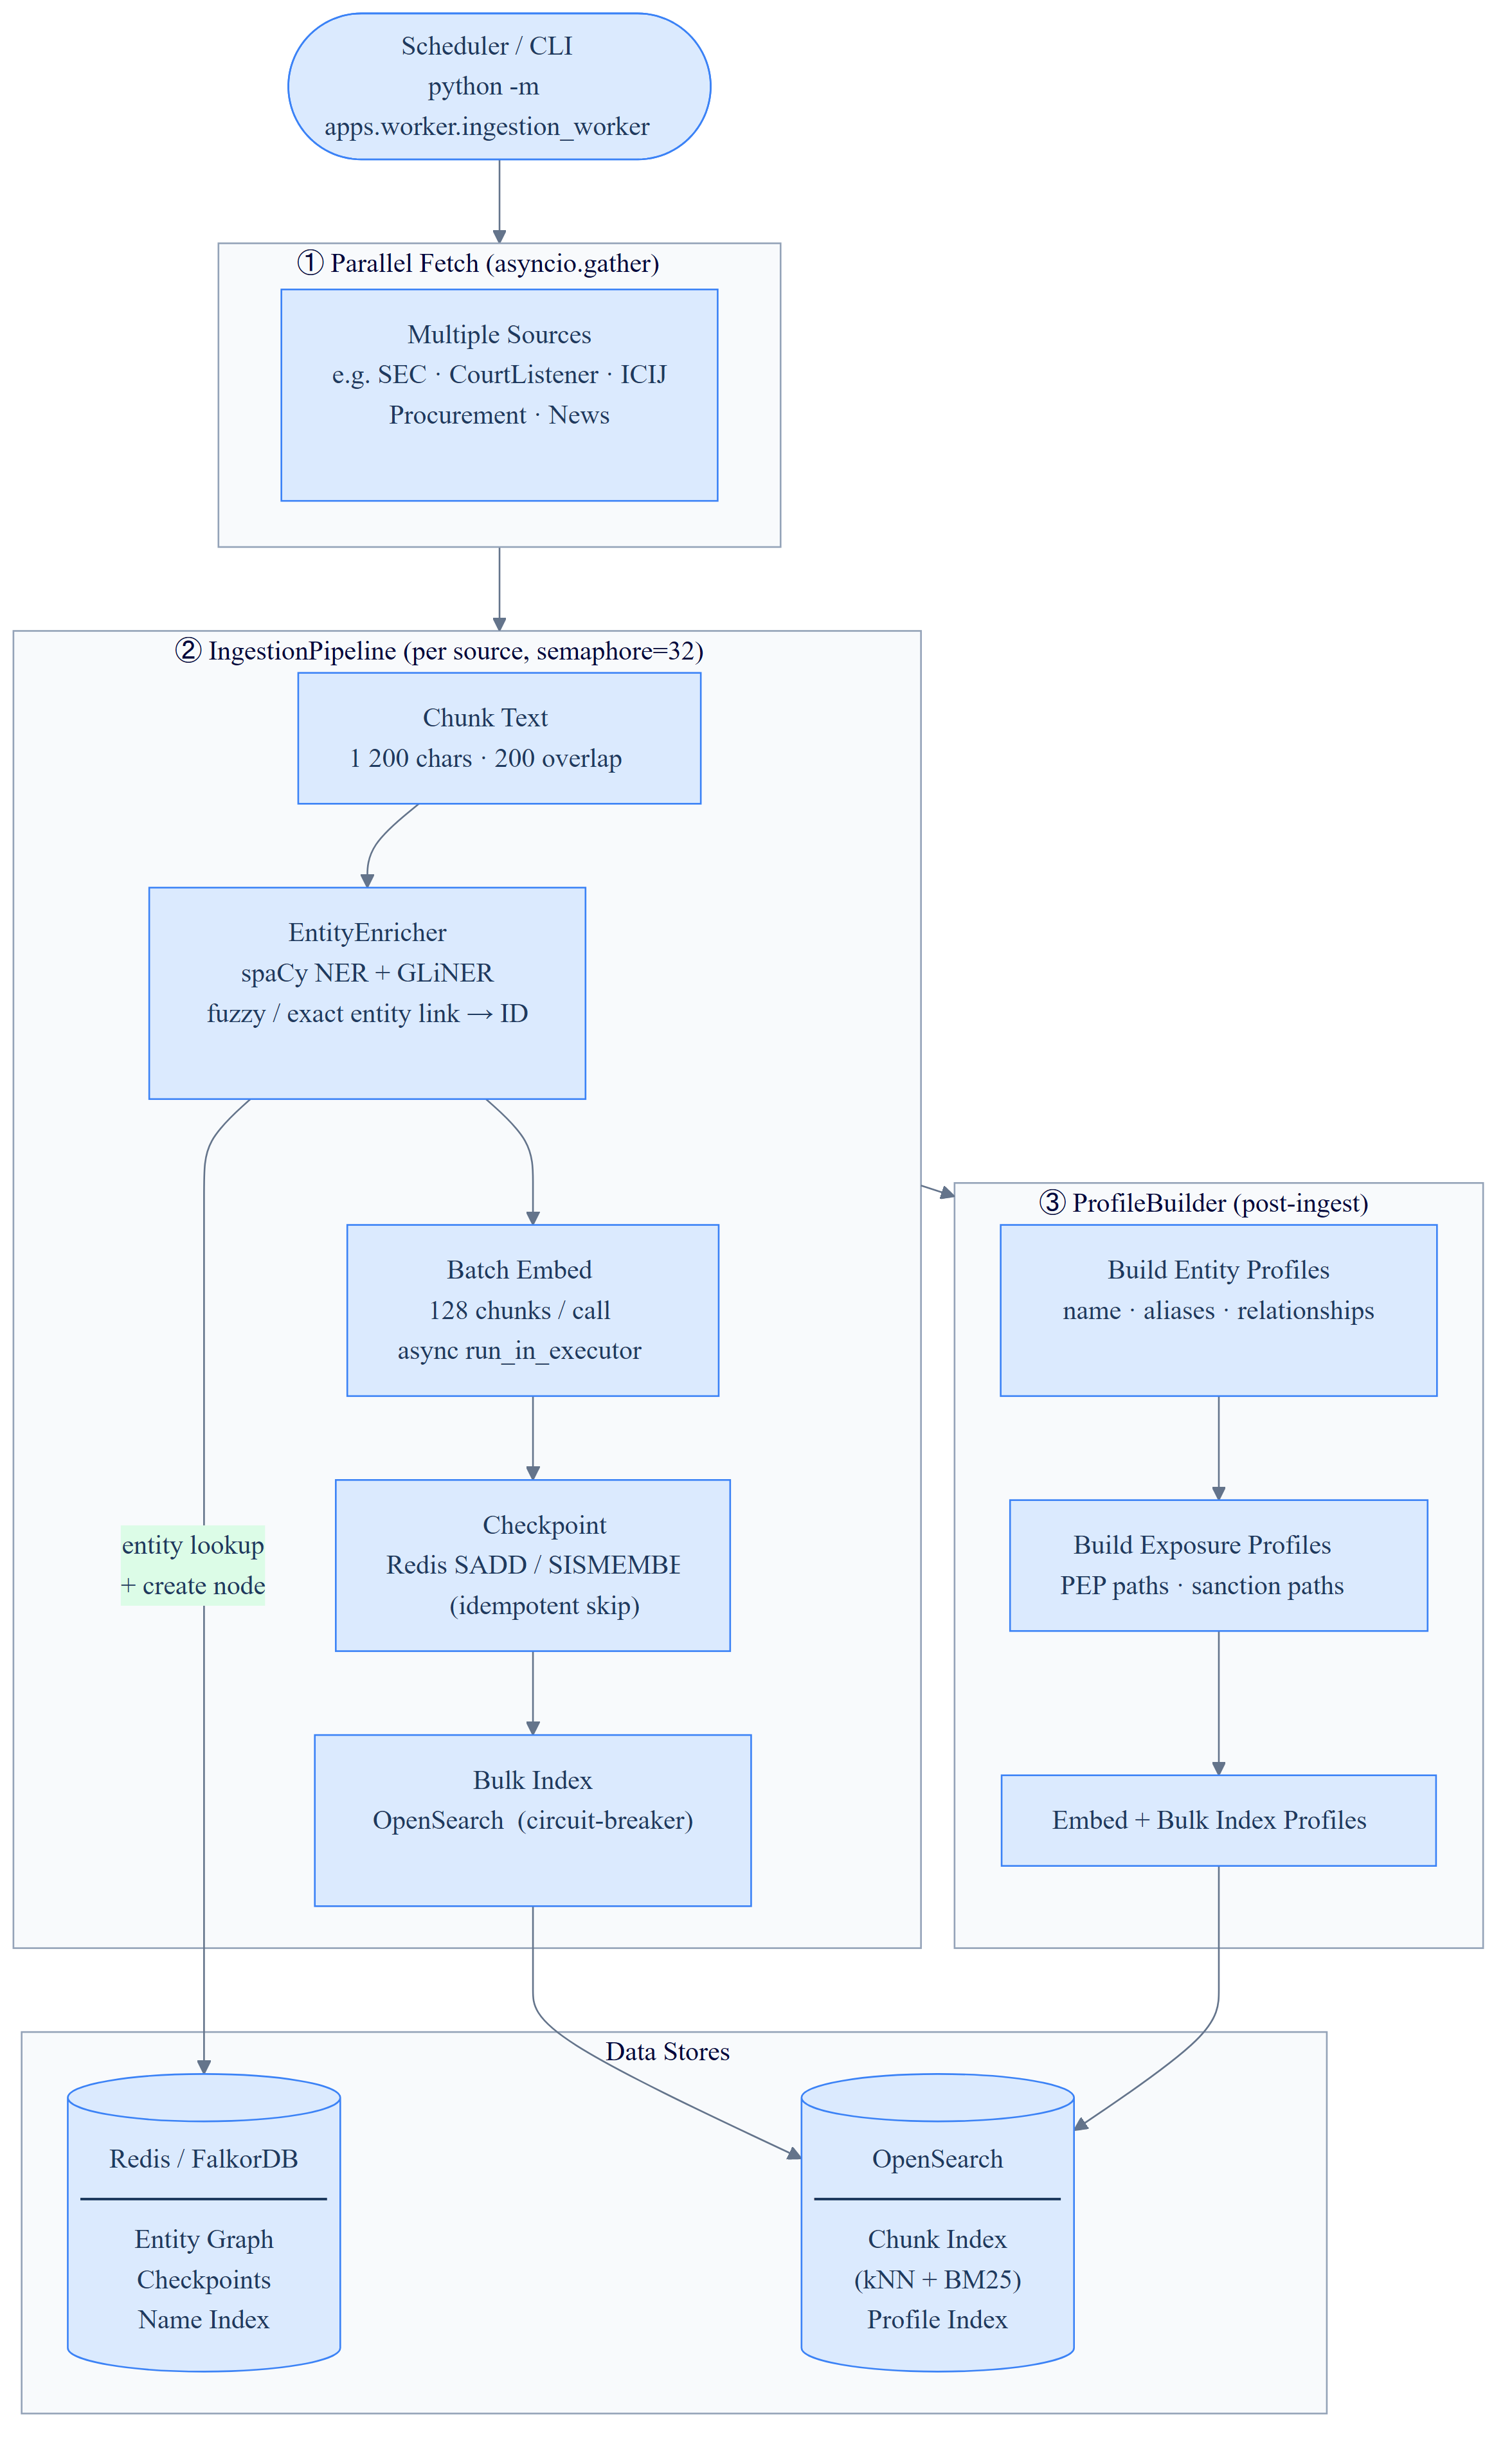 Scheduler / CLI
python -m
apps.worker.ingestion_worker
① Parallel Fetch (asyncio.gather)
Multiple Sources
e.g. SEC · CourtListener · ICIJ
Procurement · News
② IngestionPipeline (per source, semaphore=32)
Chunk Text
1 200 chars · 200 overlap
EntityEnricher
spaCy NER + GLiNER
fuzzy / exact entity link → ID
entity lookup
+ create node
Batch Embed
128 chunks / call
async run_in_executor
Checkpoint
Redis SADD / SISMEMBE
(idempotent skip)
Bulk Index
OpenSearch (circuit-breaker)
③ ProfileBuilder (post-ingest)
Build Entity Profiles
name · aliases · relationships
Build Exposure Profiles
PEP paths · sanction paths
Embed + Bulk Index Profiles
Data Stores
Redis / FalkorDB
Entity Graph
Checkpoints
Name Index
OpenSearch
Chunk Index
(kNN + BM25)
Profile Index